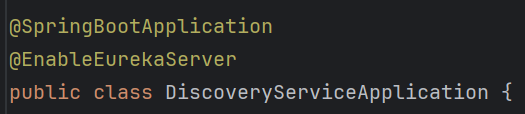 @SpringBootApplication
@EnableEurekaServer
public class DiscoveryServiceApplication {